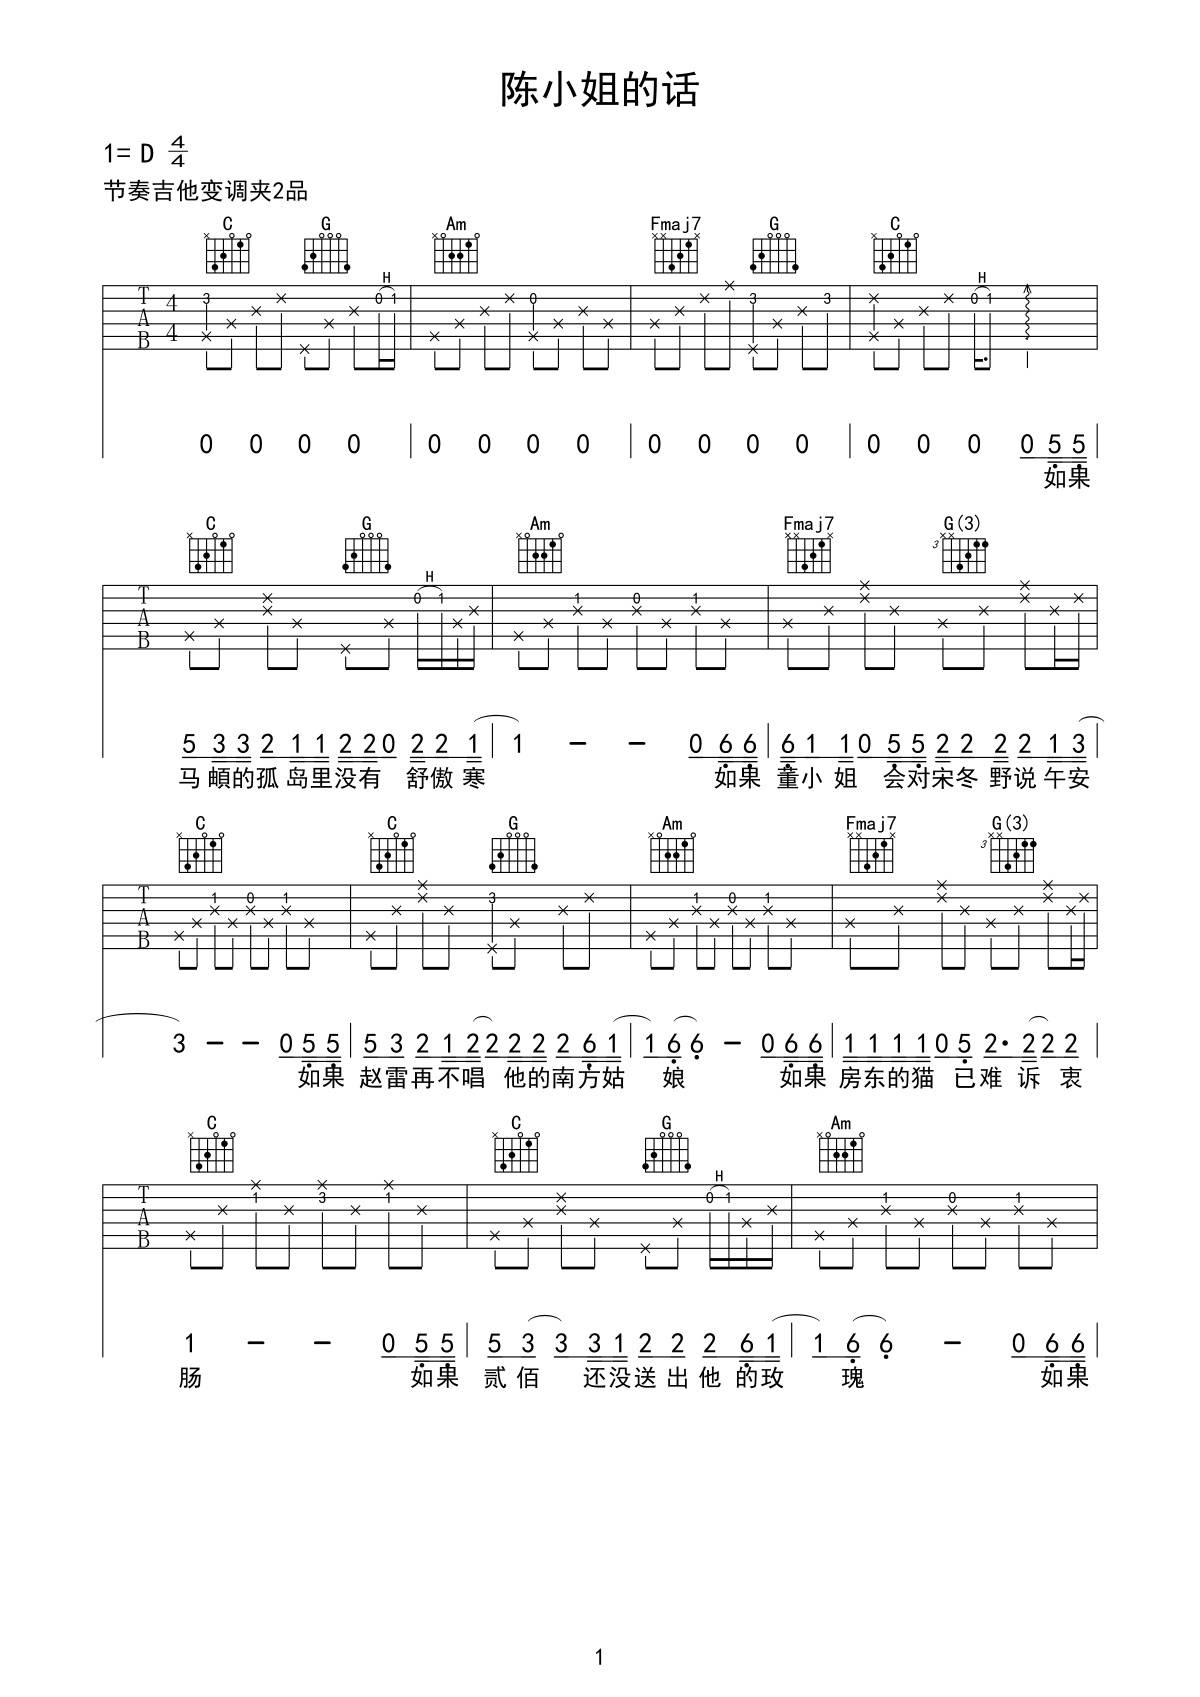 陈小姐的话
1= D 4/4
节奏吉他变调夹2品
C G Am Fmaj7 G C
H H
T A B 4 4 3 0 1 0 3 3 0 1
0 0 0 0 0 0 0 0 0 0 0 0 0 0 0 0 5 5
如果
C G Am Fmaj7 G(3)
3
H
T A B 0 1 1 0 1
5 3 3 2 1 1 2 2 0 2 2 1 1 - - 0 6 6 6 1 1 0 5 5 2 2 2 2 1 3
马頔的孤岛里没有 舒傲寒 如果 董小姐 会对宋冬野说午安
C C G Am Fmaj7 G(3)
3
T A B 1 0 1 3 1 0 1
3 - - 0 5 5 5 3 2 1 2 2 2 2 2 6 1 1 6 6 - 0 6 6 1 1 1 1 0 5 2· 2 2 2
如果 赵雷再不唱 他的南方姑 娘 如果 房东的猫 已难诉衷
C C G Am
H
T A B 1 3 1 0 1 1 0 1
1 - - 0 5 5 5 3 3 3 1 2 2 2 6 1 1 6 6 - 0 6 6
肠 如果 贰佰 还没送出他的玫 瑰 如果
1